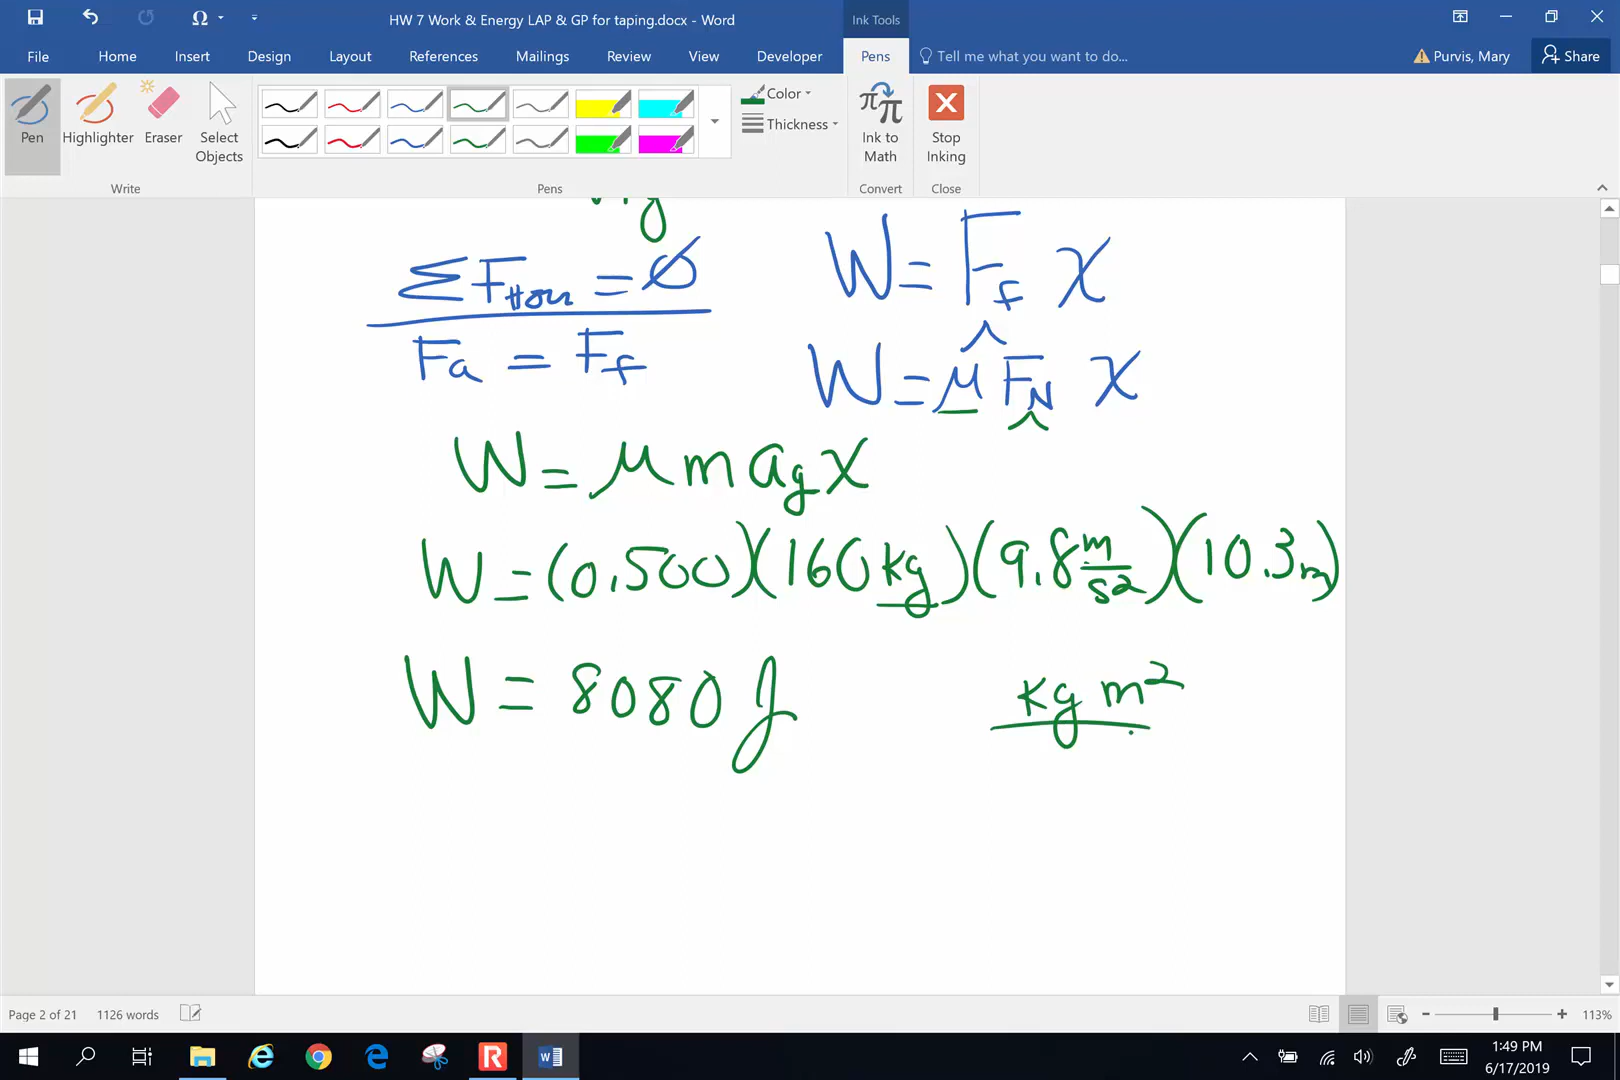 HW 7 Work & Energy LAP & GP for taping.docx - Word
Ink Tools
File Home Insert Design Layout References Mailings Review View Developer Pens Tell me what you want to do... Purvis, Mary Share
Pen Highlighter Eraser Select Objects
Color
Thickness
Ink to Math
Stop Inking
Write Pens Convert Close
ΣF = ∅
Fa = Ff
W = Ff x
W = μ FN x
W = μ m ag x
W = (0.500)(160 kg)(9.8 m/s2)(10.3 m)
W = 8080 J
kg m²
Page 2 of 21 1126 words 113%
1:49 PM
6/17/2019